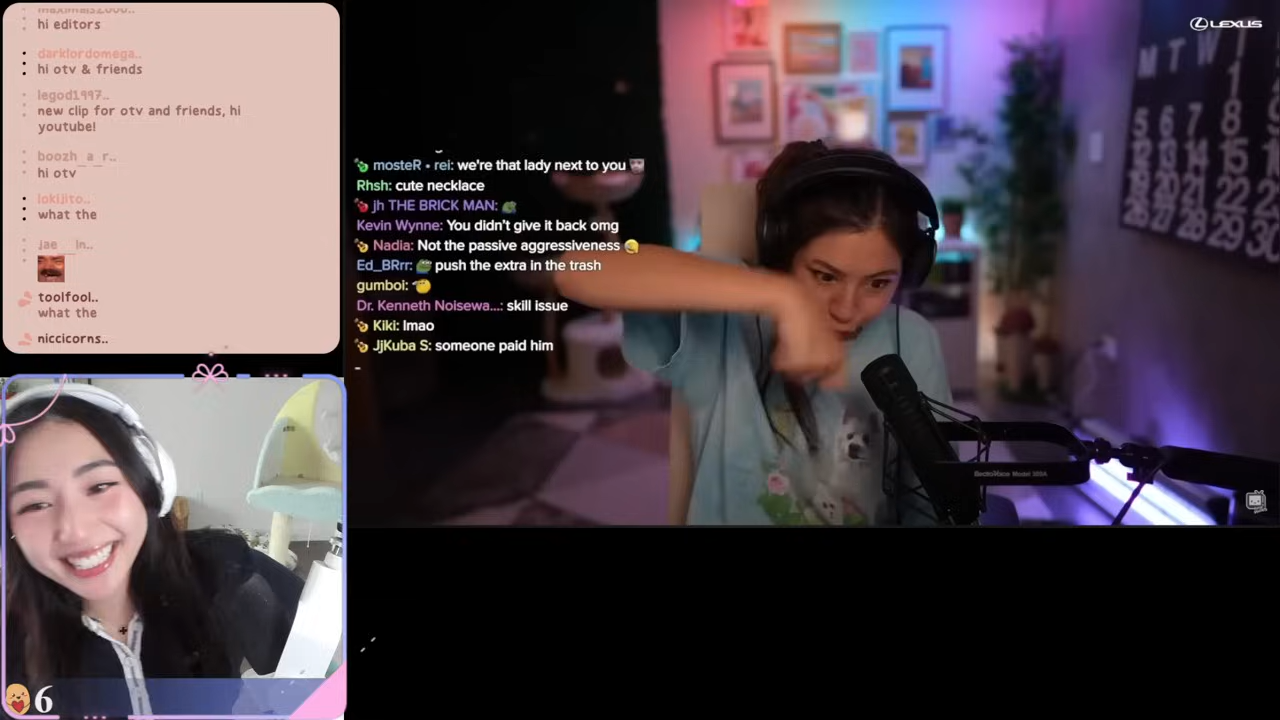 hi editors
darklordomega..
hi otv & friends
legod1997..
new clip for otv and friends, hi
youtube!
boozh_a_r..
hi otv
lokijito..
what the
jae__in..
toolfool..
what the
niccicorns..
6
mosteR • rei: we're that lady next to you
Rhsh: cute necklace
jh THE BRICK MAN:
Kevin Wynne: You didn't give it back omg
Nadia: Not the passive aggressiveness
Ed_BRrr: push the extra in the trash
gumboi:
Dr. Kenneth Noisewa...: skill issue
Kiki: lmao
JjKuba S: someone paid him
LEXUS
M T W T
1
5 6 7 8
12 13 14 15
19 20 21 22
26 27 28 29 30